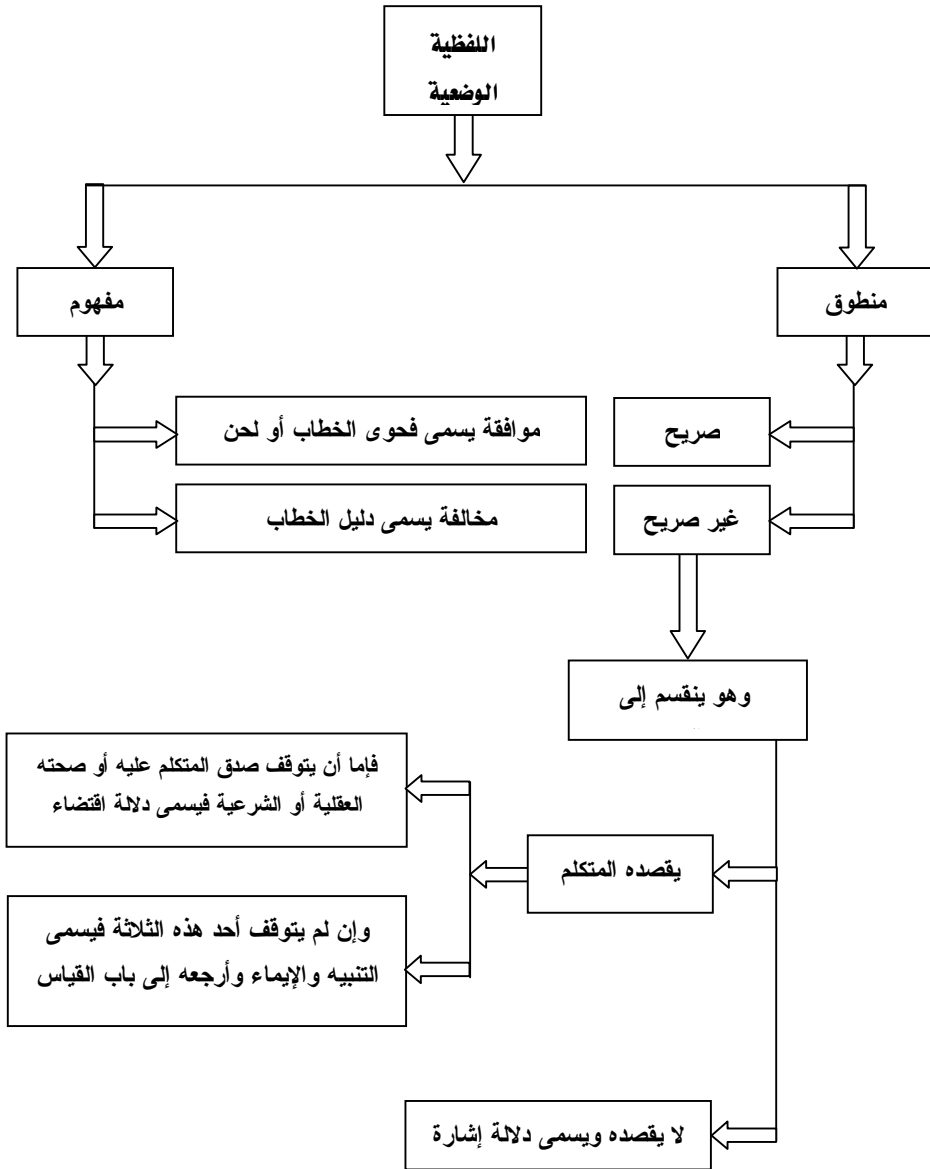 اللفظية
الوضعية
منطوق
مفهوم
صريح
موافقة يسمى فحوى الخطاب أو لحن
غير صريح
مخالفة يسمى دليل الخطاب
وهو ينقسم إلى
فإما أن يتوقف صدق المتكلم عليه أو صحته
العقلية أو الشرعية فيسمى دلالة اقتضاء
يقصده المتكلم
وإن لم يتوقف أحد هذه الثلاثة فيسمى
التنبيه والإيماء وأرجعه إلى باب القياس
لا يقصده ويسمى دلالة إشارة